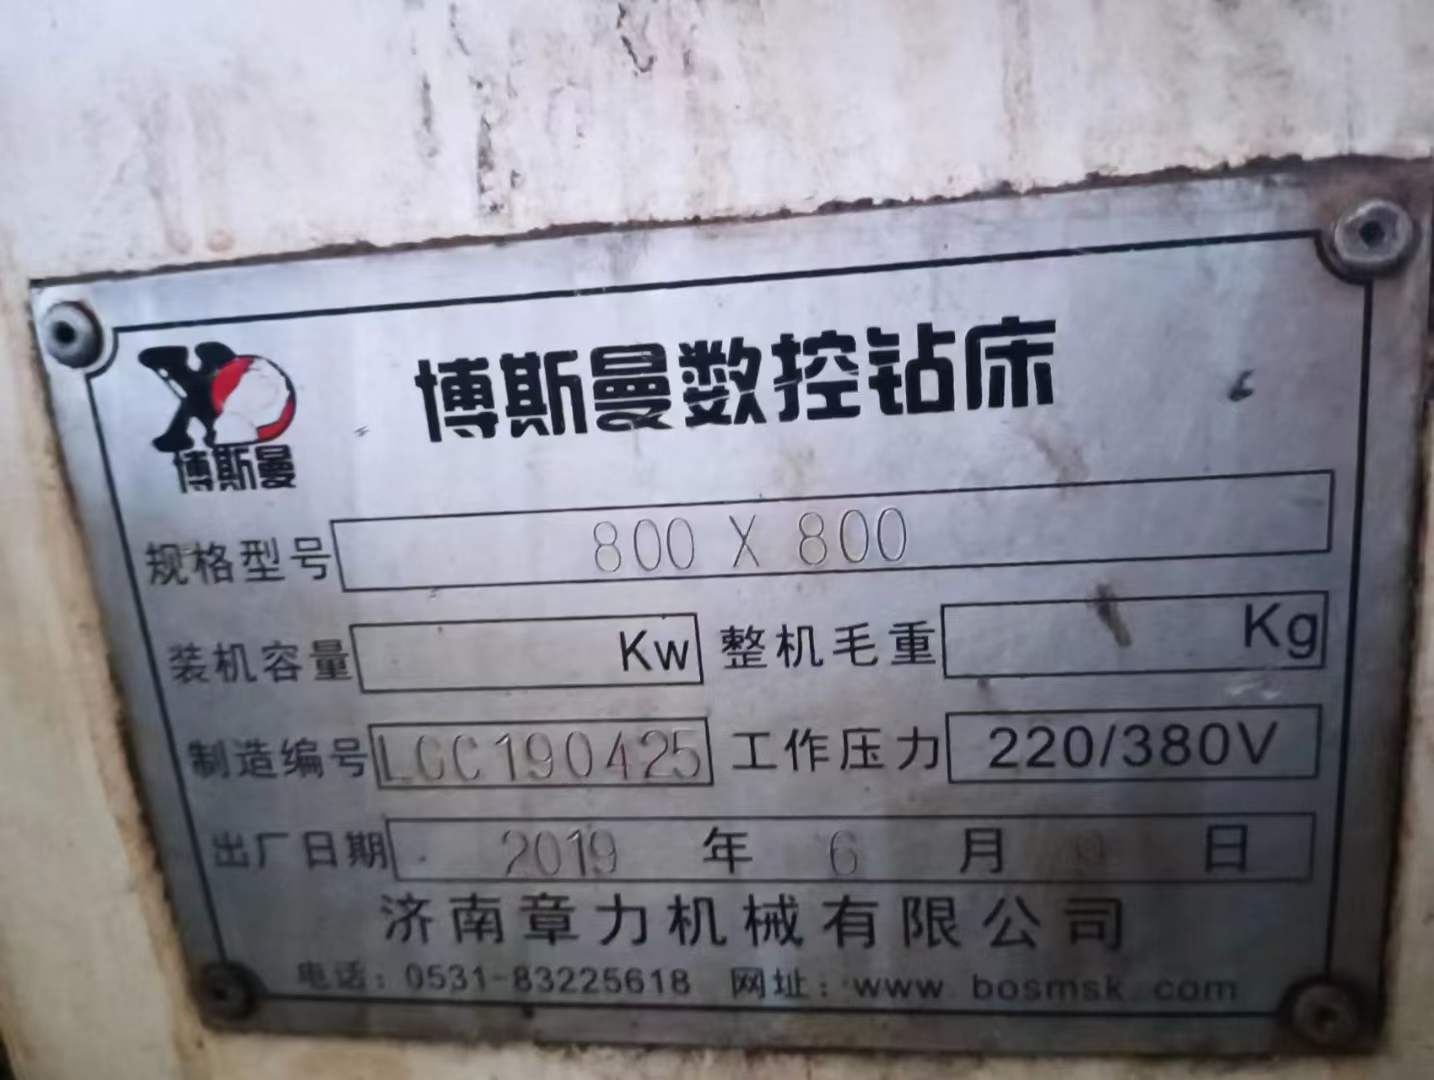 博斯曼数控钻床
博斯曼
规格型号 800 X 800
装机容量 Kw 整机毛重 Kg
制造编号 LCC190425 工作压力 220/380V
出厂日期 2019 年 6 月 9 日
济南章力机械有限公司
电话：0531-83225618 网址：www.bosmsk.com